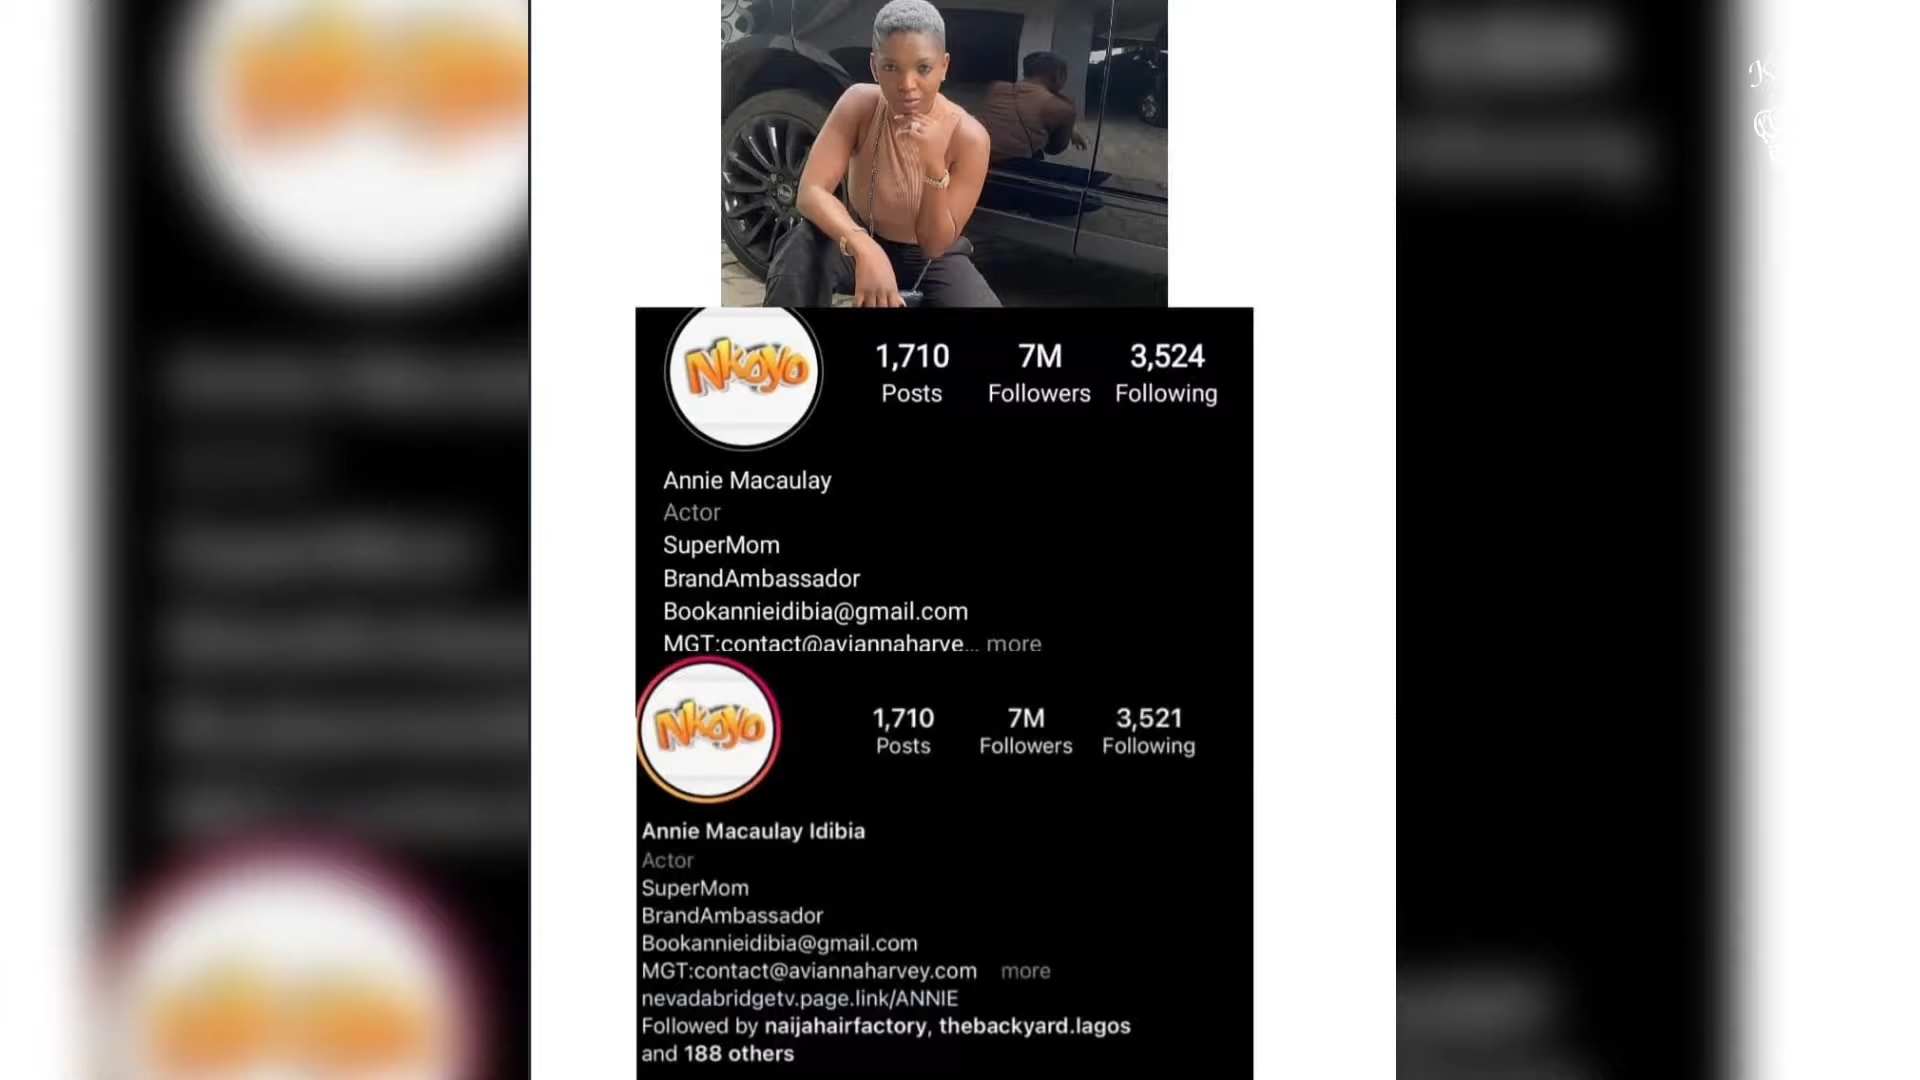 Nkoyo
1,710 7M 3,524
Posts Followers Following
Annie Macaulay
Actor
SuperMom
BrandAmbassador
Bookannieidibia@gmail.com
MGT:contact@aviannaharve... more
Nkoyo
1,710 7M 3,521
Posts Followers Following
Annie Macaulay Idibia
Actor
SuperMom
BrandAmbassador
Bookannieidibia@gmail.com
MGT:contact@aviannaharvey.com more
nevadabridgetv.page.link/ANNIE
Followed by naijahairfactory, thebackyard.lagos
and 188 others